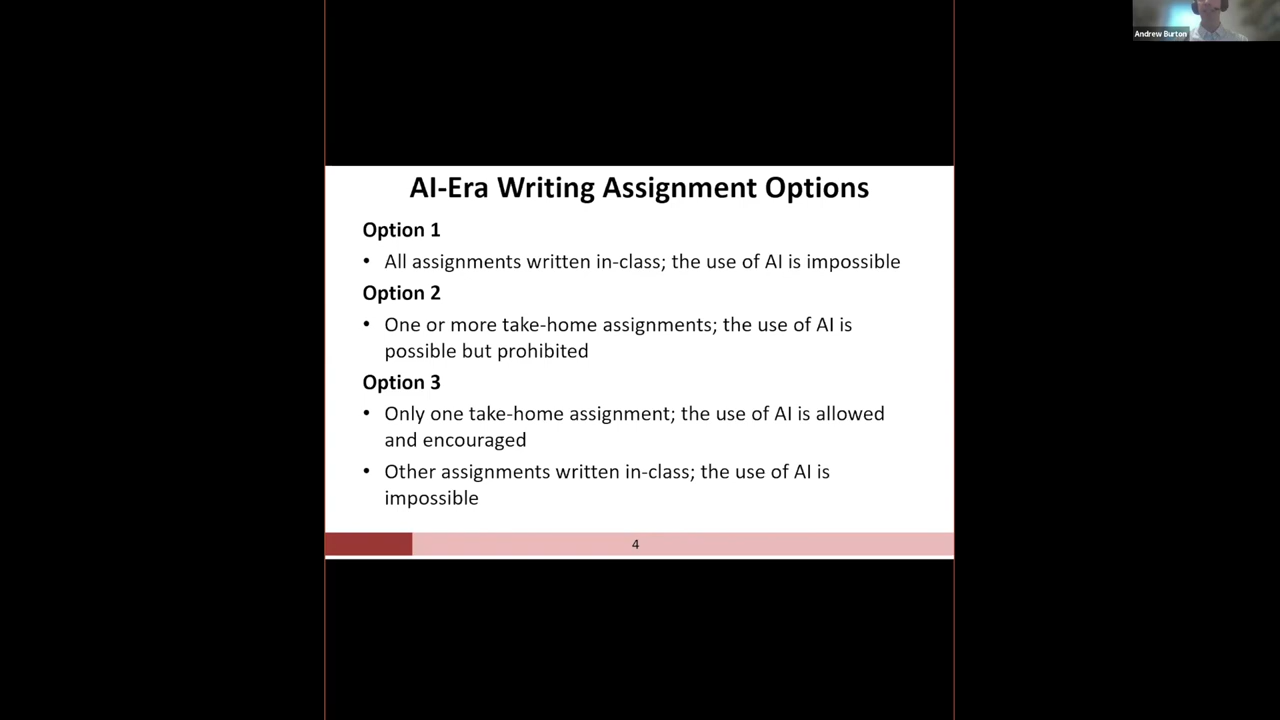 Andrew Burton
AI-Era Writing Assignment Options
Option 1
• All assignments written in-class; the use of AI is impossible
Option 2
• One or more take-home assignments; the use of AI is
possible but prohibited
Option 3
• Only one take-home assignment; the use of AI is allowed
and encouraged
• Other assignments written in-class; the use of AI is
impossible
4